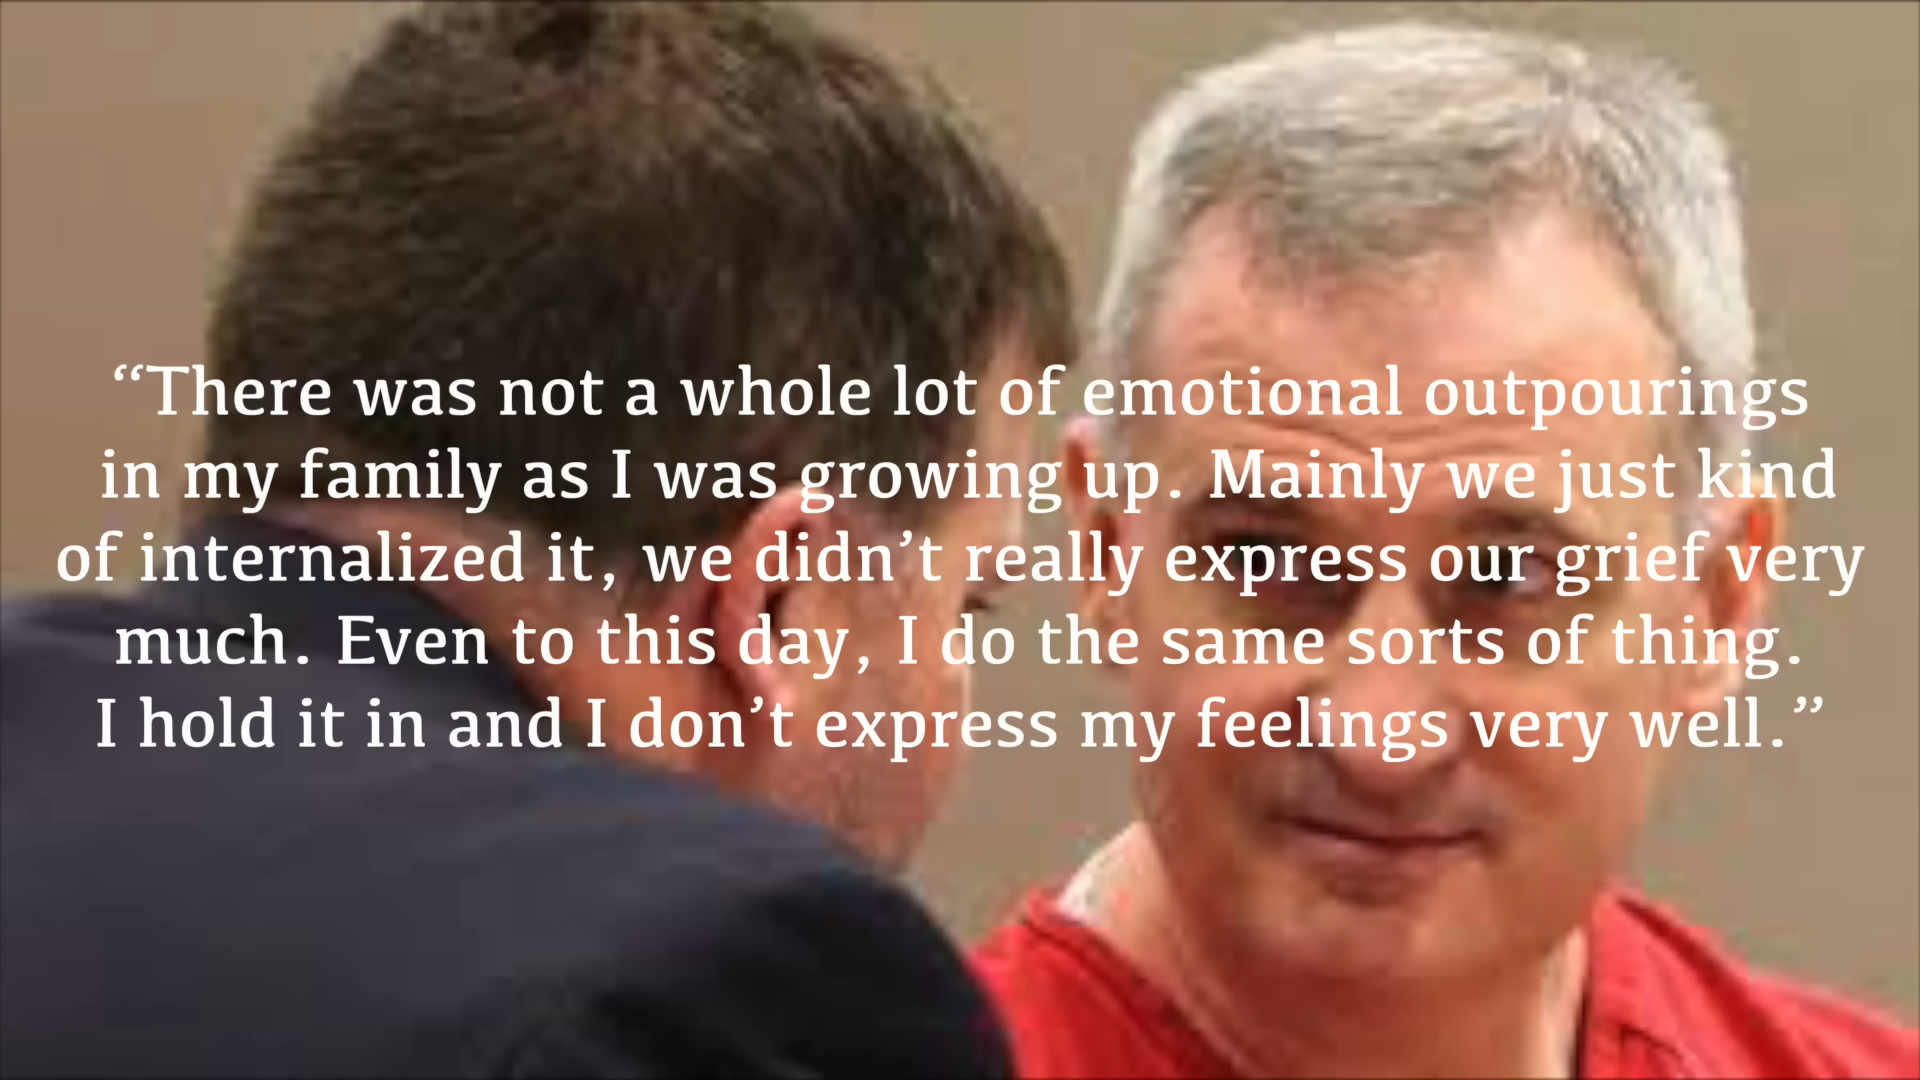 “There was not a whole lot of emotional outpourings
in my family as I was growing up. Mainly we just kind
of internalized it, we didn’t really express our grief very
much. Even to this day, I do the same sorts of thing.
I hold it in and I don’t express my feelings very well.”